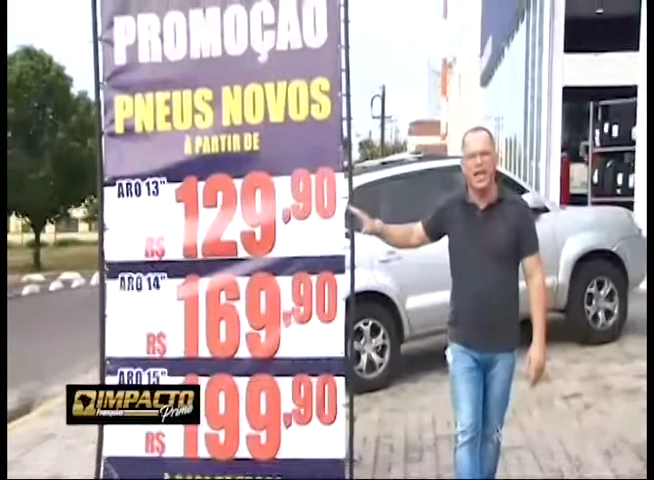 PROMOÇÃO
PNEUS NOVOS
À PARTIR DE
ARO 13"
R$ 129,90
ARO 14"
R$ 169,90
ARO 15"
R$ 199,90
IMPACTO
Prime
IMPACTO